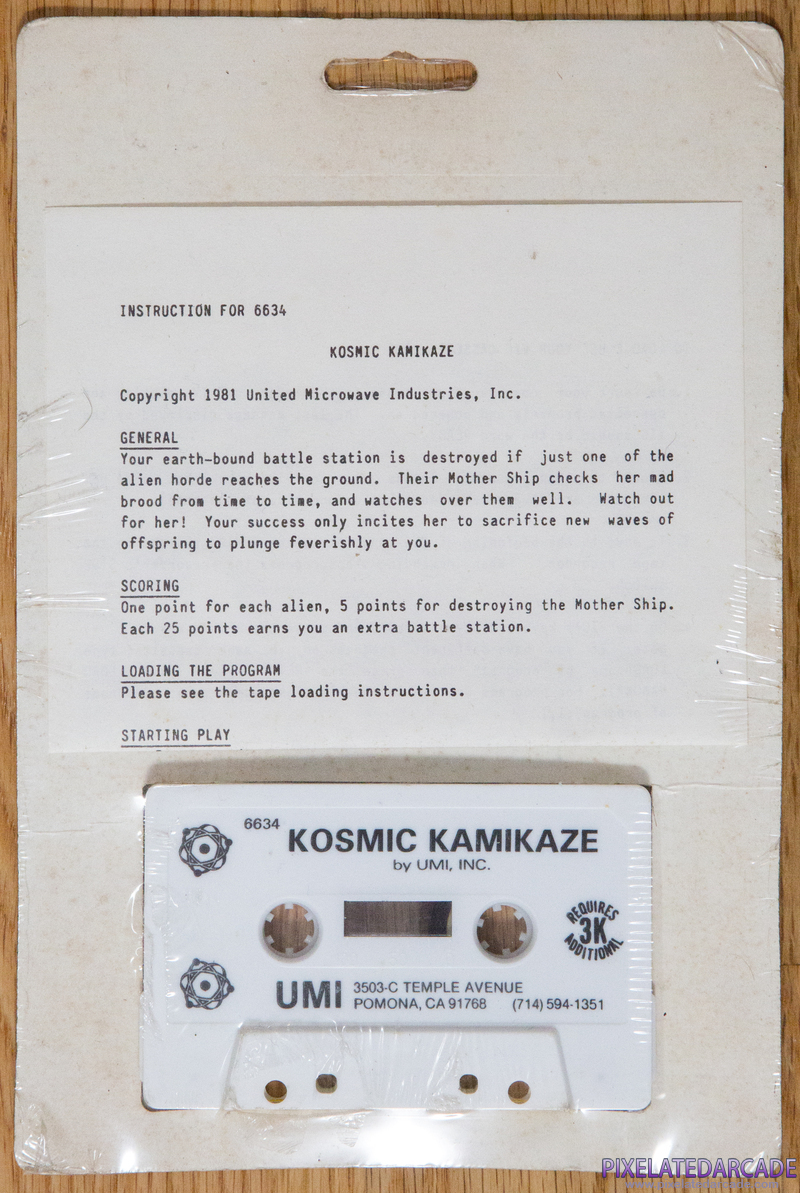 INSTRUCTION FOR 6634
KOSMIC KAMIKAZE
Copyright 1981 United Microwave Industries, Inc.
GENERAL
Your earth-bound battle station is destroyed if just one of the
alien horde reaches the ground. Their Mother Ship checks her mad
brood from time to time, and watches over them well. Watch out
for her! Your success only incites her to sacrifice new waves of
offspring to plunge feverishly at you.
SCORING
One point for each alien, 5 points for destroying the Mother Ship.
Each 25 points earns you an extra battle station.
LOADING THE PROGRAM
Please see the tape loading instructions.
STARTING PLAY
6634
KOSMIC KAMIKAZE
by UMI, INC.
REQUIRES
3K
ADDITIONAL
UMI 3503-C TEMPLE AVENUE
POMONA, CA 91768 (714) 594-1351
PIXELATEDARCADE
www.pixelatedarcade.com